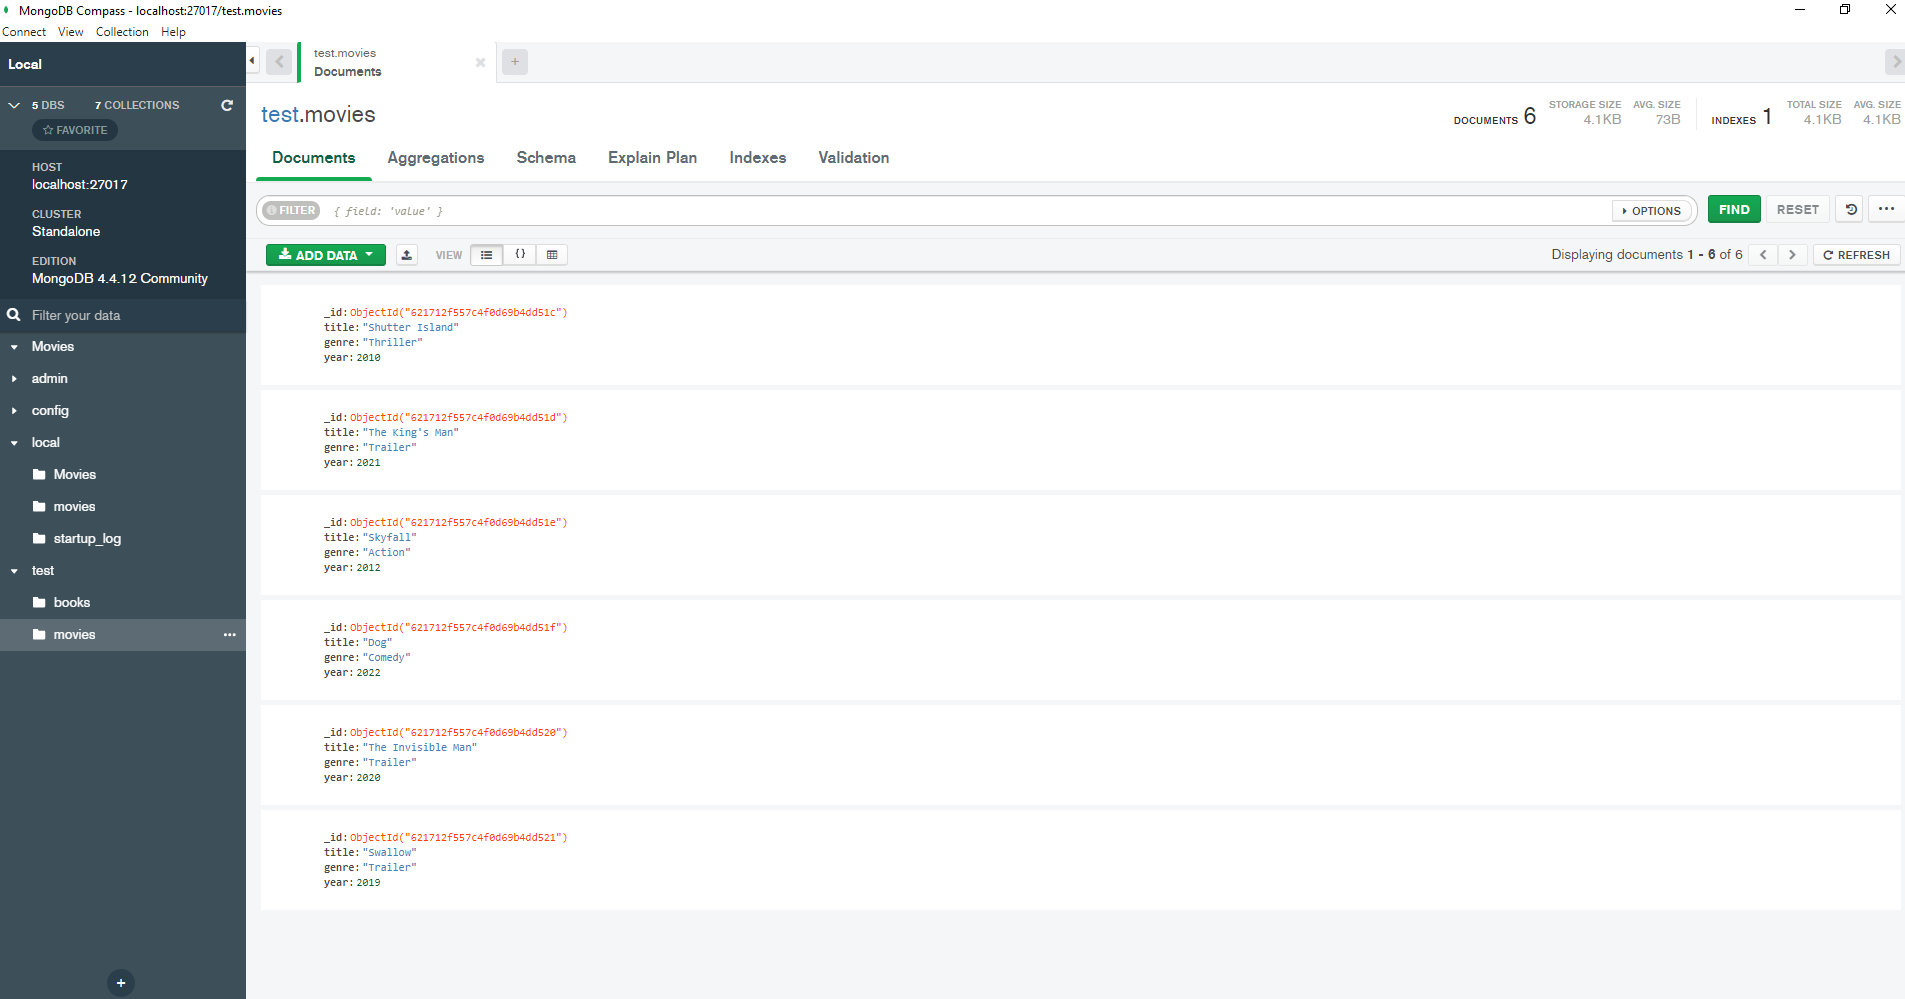 MongoDB Compass - localhost:27017/test.movies
Connect View Collection Help
Local
5 DBS 7 COLLECTIONS
FAVORITE
HOST
localhost:27017
CLUSTER
Standalone
EDITION
MongoDB 4.4.12 Community
Filter your data
Movies
admin
config
local
Movies
movies
startup_log
test
books
movies
test.movies
Documents
test.movies
DOCUMENTS 6
STORAGE SIZE
4.1KB
AVG. SIZE
73B
INDEXES 1
TOTAL SIZE
4.1KB
AVG. SIZE
4.1KB
Documents Aggregations Schema Explain Plan Indexes Validation
FILTER { field: 'value' } OPTIONS FIND RESET
ADD DATA VIEW {} Displaying documents 1 - 6 of 6 REFRESH
_id: ObjectId("621712f557c4f0d69b4dd51c")
title: "Shutter Island"
genre: "Thriller"
year: 2010
_id: ObjectId("621712f557c4f0d69b4dd51d")
title: "The King's Man"
genre: "Trailer"
year: 2021
_id: ObjectId("621712f557c4f0d69b4dd51e")
title: "Skyfall"
genre: "Action"
year: 2012
_id: ObjectId("621712f557c4f0d69b4dd51f")
title: "Dog"
genre: "Comedy"
year: 2022
_id: ObjectId("621712f557c4f0d69b4dd520")
title: "The Invisible Man"
genre: "Trailer"
year: 2020
_id: ObjectId("621712f557c4f0d69b4dd521")
title: "Swallow"
genre: "Trailer"
year: 2019